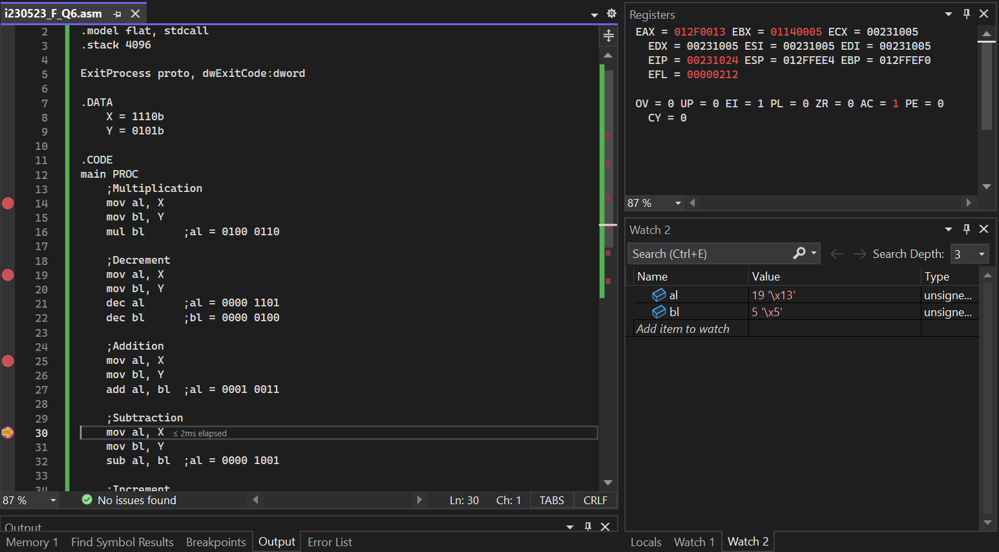 i230523_F_Q6.asm
2 .model flat, stdcall
3 .stack 4096
4
5 ExitProcess proto, dwExitCode:dword
6
7 .DATA
8 X = 1110b
9 Y = 0101b
10
11 .CODE
12 main PROC
13 ;Multiplication
14 mov al, X
15 mov bl, Y
16 mul bl ;al = 0100 0110
17
18 ;Decrement
19 mov al, X
20 mov bl, Y
21 dec al ;al = 0000 1101
22 dec bl ;bl = 0000 0100
23
24 ;Addition
25 mov al, X
26 mov bl, Y
27 add al, bl ;al = 0001 0011
28
29 ;Subtraction
30 mov al, X ≤ 2ms elapsed
31 mov bl, Y
32 sub al, bl ;al = 0000 1001
33
34 ;Increment
87 % No issues found Ln: 30 Ch: 1 TABS CRLF
Output
Memory 1 Find Symbol Results Breakpoints Output Error List
Registers
EAX = 012F0013 EBX = 01140005 ECX = 00231005
EDX = 00231005 ESI = 00231005 EDI = 00231005
EIP = 00231024 ESP = 012FFEE4 EBP = 012FFEF0
EFL = 00000212
OV = 0 UP = 0 EI = 1 PL = 0 ZR = 0 AC = 1 PE = 0
CY = 0
87 %
Watch 2
Search (Ctrl+E) Search Depth: 3
Name Value Type
al 19 '\x13' unsigne...
bl 5 '\x5' unsigne...
Add item to watch
Locals Watch 1 Watch 2